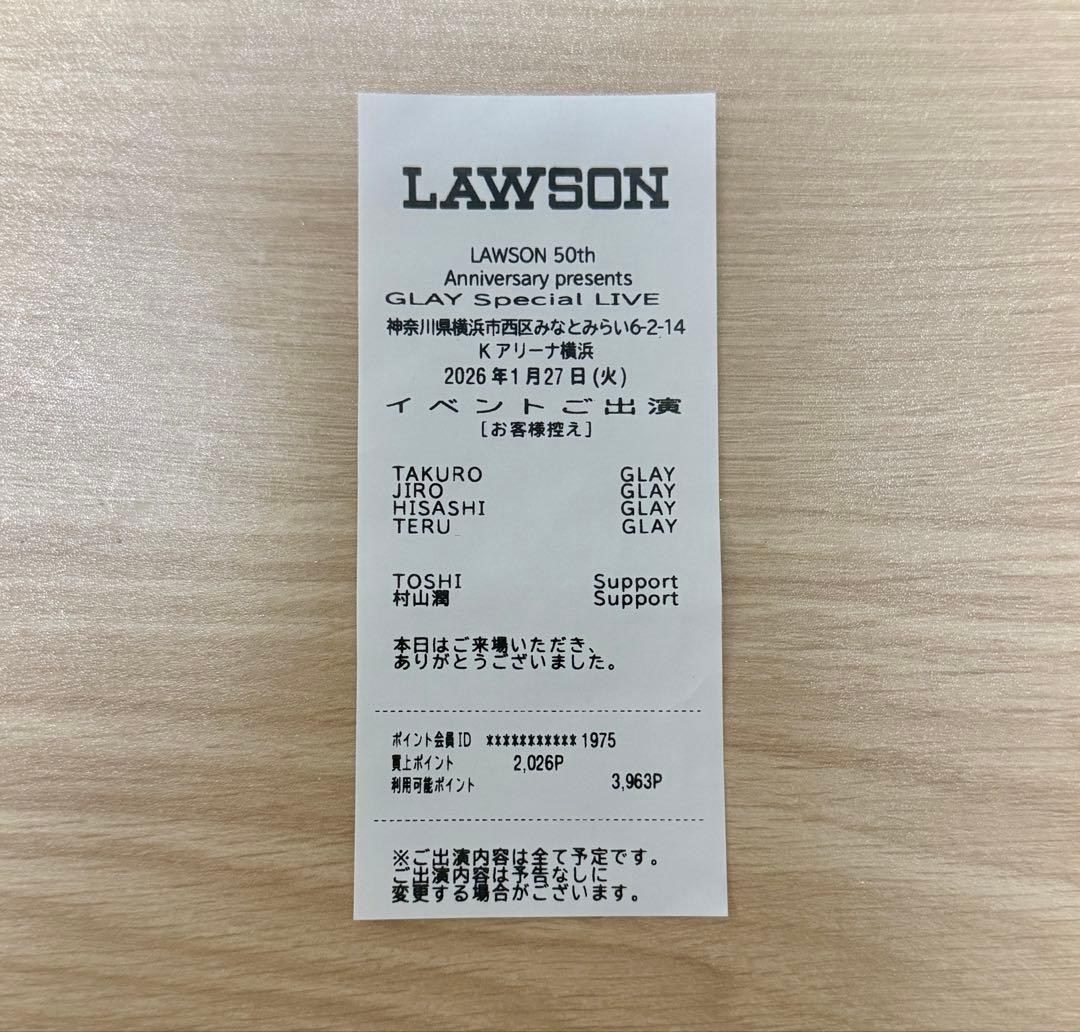 LAWSON
LAWSON 50th
Anniversary presents
GLAY Special LIVE
神奈川県横浜市西区みなとみらい6-2-14
K アリーナ横浜
2026 年1 月27 日 (火)
イベントご出演
[お客様控え]
TAKURO GLAY
JIRO GLAY
HISASHI GLAY
TERU GLAY
TOSHI Support
村山潤 Support
本日はご来場いただき、
ありがとうございました。
ポイント会員 ID ***********1975
買上ポイント 2,026P
利用可能ポイント 3,963P
※ご出演内容は全て予定です。
ご出演内容は予告なしに
変更する場合がございます。